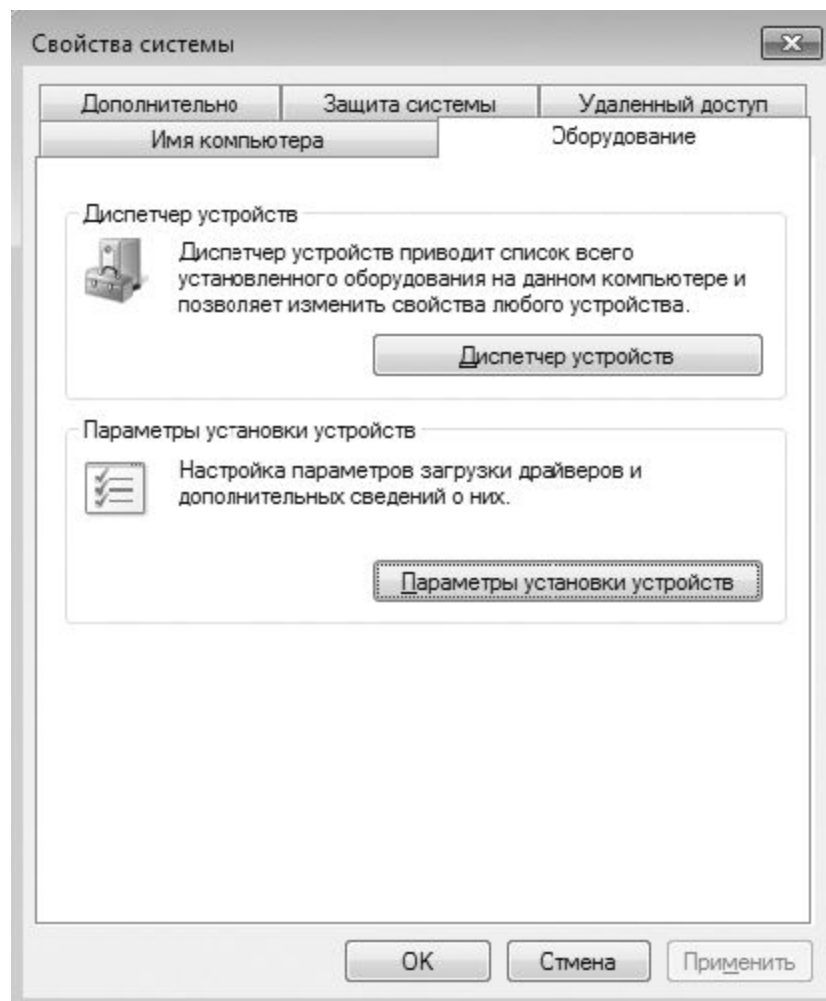 Свойства системы
Дополнительно Защита системы Удаленный доступ
Имя компьютера Оборудование
Диспетчер устройств
Диспетчер устройств приводит список всего
установленного оборудования на данном компьютере и
позволяет изменить свойства любого устройства.
Диспетчер устройств
Параметры установки устройств
Настройка параметров загрузки драйверов и
дополнительных сведений о них.
Параметры установки устройств
ОК Отмена Применить